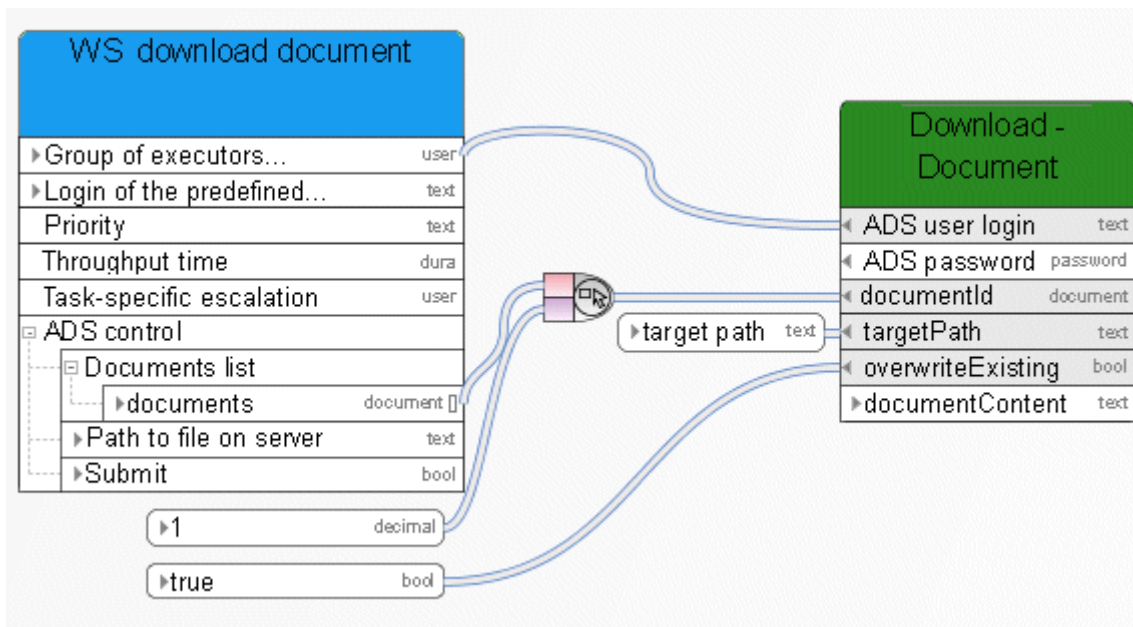 WS download document
Group of executors... user
Login of the predefined... text
Priority text
Throughput time dura
Task-specific escalation user
ADS control
Documents list
documents document []
Path to file on server text
Submit bool
1 decimal
true bool
target path text
Download -
Document
ADS user login text
ADS password password
documentId document
targetPath text
overwriteExisting bool
documentContent text